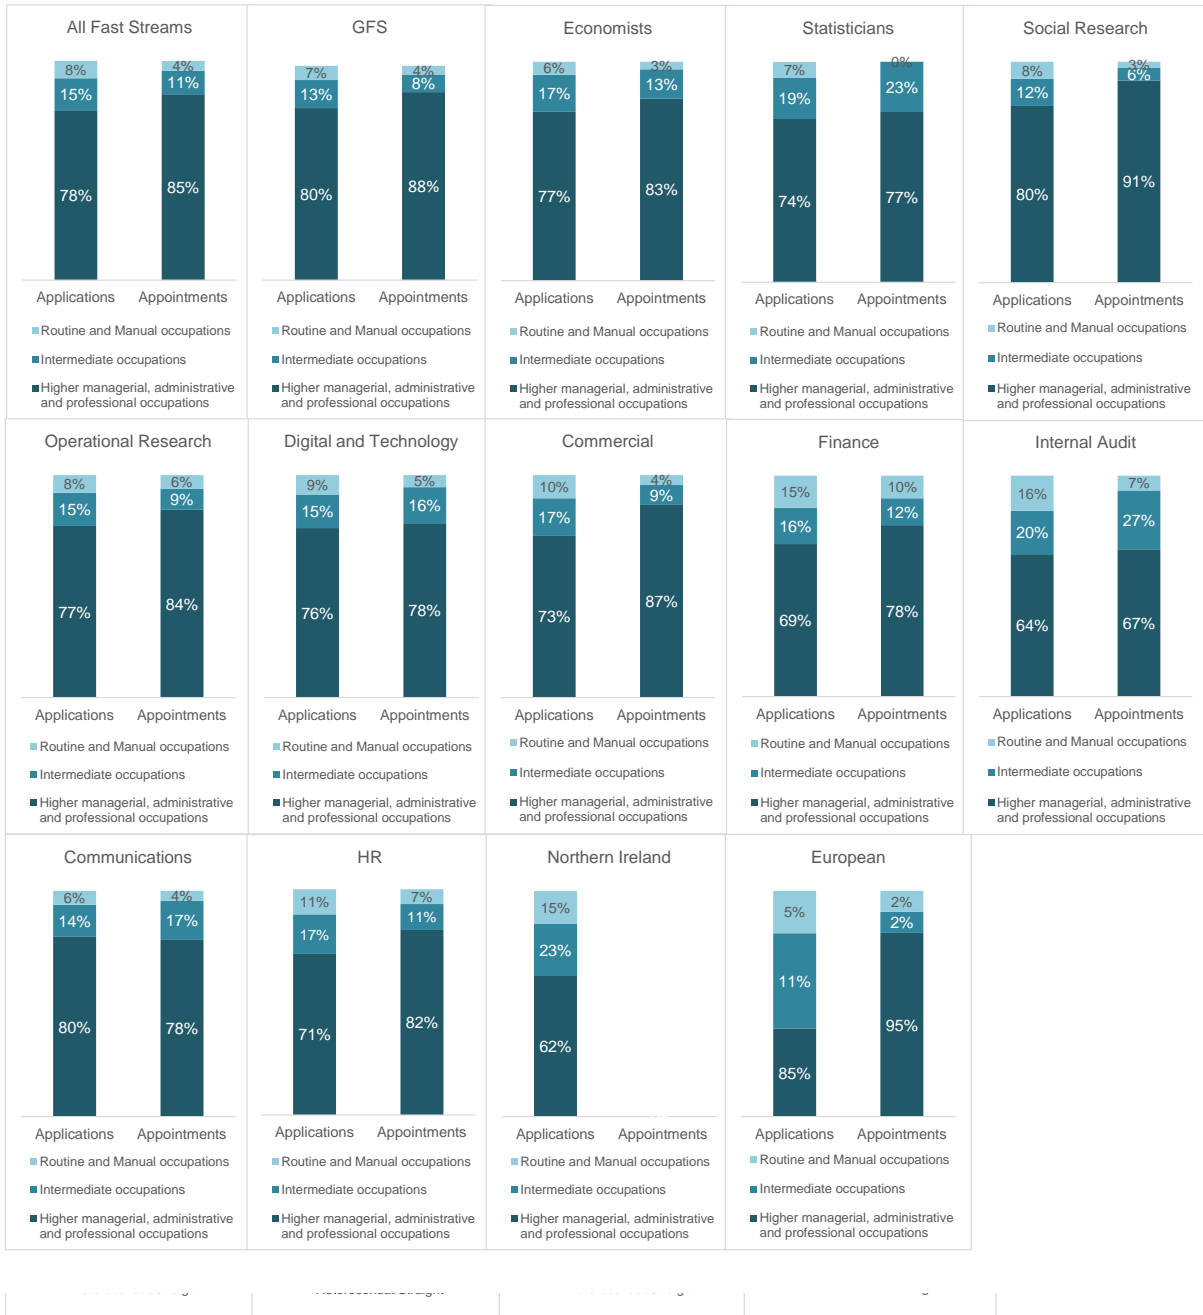 All Fast Streams
8%
4%
15%
11%
78%
85%
Applications Appointments
Routine and Manual occupations
Intermediate occupations
Higher managerial, administrative
and professional occupations
GFS
7%
4%
13%
8%
80%
88%
Applications Appointments
Routine and Manual occupations
Intermediate occupations
Higher managerial, administrative
and professional occupations
Economists
6%
3%
17%
13%
77%
83%
Applications Appointments
Routine and Manual occupations
Intermediate occupations
Higher managerial, administrative
and professional occupations
Statisticians
7%
0%
19%
23%
74%
77%
Applications Appointments
Routine and Manual occupations
Intermediate occupations
Higher managerial, administrative
and professional occupations
Social Research
8%
3%
12%
6%
80%
91%
Applications Appointments
Routine and Manual occupations
Intermediate occupations
Higher managerial, administrative
and professional occupations
Operational Research
8%
6%
15%
9%
77%
84%
Applications Appointments
Routine and Manual occupations
Intermediate occupations
Higher managerial, administrative
and professional occupations
Digital and Technology
9%
5%
15%
16%
76%
78%
Applications Appointments
Routine and Manual occupations
Intermediate occupations
Higher managerial, administrative
and professional occupations
Commercial
10%
4%
17%
9%
73%
87%
Applications Appointments
Routine and Manual occupations
Intermediate occupations
Higher managerial, administrative
and professional occupations
Finance
15%
10%
16%
12%
69%
78%
Applications Appointments
Routine and Manual occupations
Intermediate occupations
Higher managerial, administrative
and professional occupations
Internal Audit
16%
7%
20%
27%
64%
67%
Applications Appointments
Routine and Manual occupations
Intermediate occupations
Higher managerial, administrative
and professional occupations
Communications
6%
4%
14%
17%
80%
78%
Applications Appointments
Routine and Manual occupations
Intermediate occupations
Higher managerial, administrative
and professional occupations
HR
11%
7%
17%
11%
71%
82%
Applications Appointments
Routine and Manual occupations
Intermediate occupations
Higher managerial, administrative
and professional occupations
Northern Ireland
15%
23%
62%
Applications Appointments
Routine and Manual occupations
Intermediate occupations
Higher managerial, administrative
and professional occupations
European
5%
2%
11%
2%
85%
95%
Applications Appointments
Routine and Manual occupations
Intermediate occupations
Higher managerial, administrative
and professional occupations